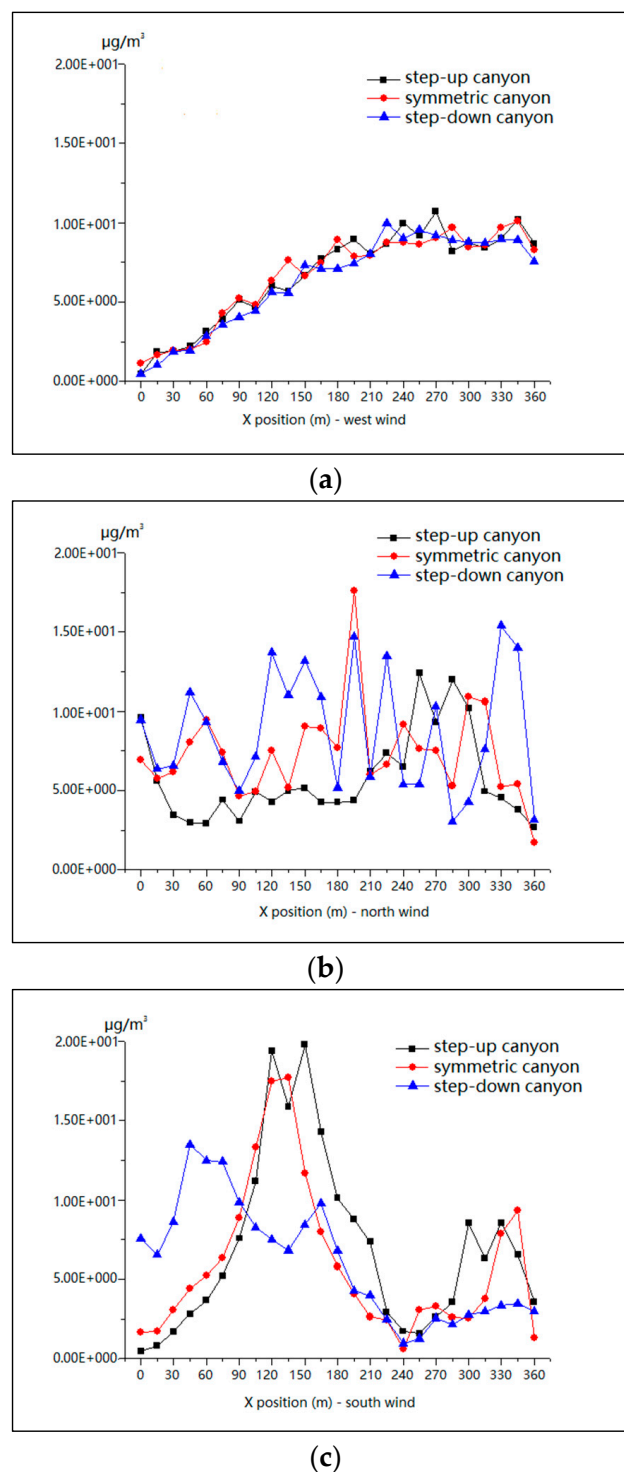 µg/m³
2.00E+001
1.50E+001
1.00E+001
5.00E+000
0.00E+000
step-up canyon
symmetric canyon
step-down canyon
0 30 60 90 120 150 180 210 240 270 300 330 360
X position (m) - west wind
(a)
µg/m³
2.00E+001
1.50E+001
1.00E+001
5.00E+000
0.00E+000
step-up canyon
symmetric canyon
step-down canyon
0 30 60 90 120 150 180 210 240 270 300 330 360
X position (m) - north wind
(b)
µg/m³
2.00E+001
1.50E+001
1.00E+001
5.00E+000
0.00E+000
step-up canyon
symmetric canyon
step-down canyon
0 30 60 90 120 150 180 210 240 270 300 330 360
X position (m) - south wind
(c)